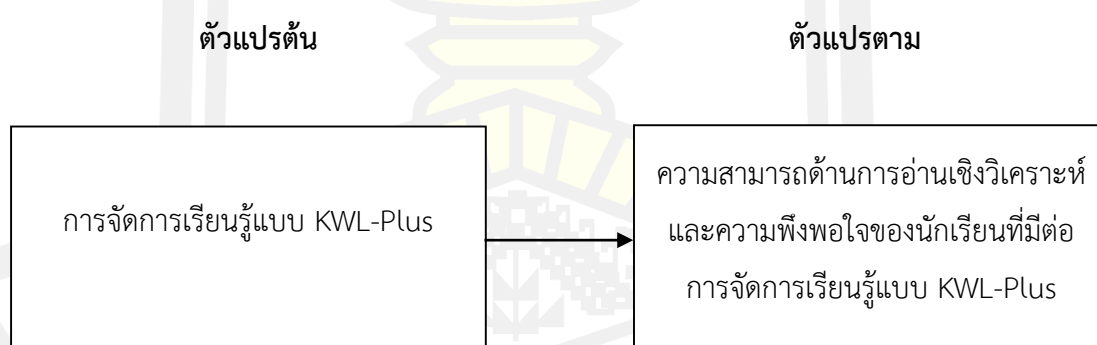 ตัวแปรต้น
ตัวแปรตาม
การจัดการเรียนรู้แบบ KWL-Plus
ความสามารถด้านการอ่านเชิงวิเคราะห์
และความพึงพอใจของนักเรียนที่มีต่อ
การจัดการเรียนรู้แบบ KWL-Plus